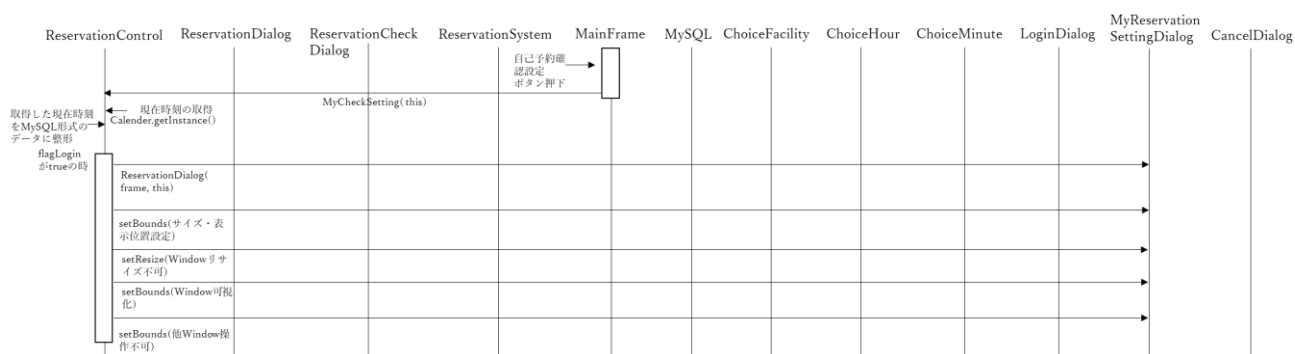 ReservationControl
ReservationDialog
ReservationCheck
Dialog
ReservationSystem
MainFrame
MySQL
ChoiceFacility
ChoiceHour
ChoiceMinute
LoginDialog
MyReservation
SettingDialog
CancelDialog
自己予約確
認設定
ボタン押下
MyCheckSetting(this)
現在時刻の取得
Calender.getInstance()
取得した現在時刻
をMySQL形式の
データに整形
flagLogin
がtrueの時
ReservationDialog(
frame, this)
setBounds(サイズ・表
示位置設定)
setResize(Windowリサ
イズ不可)
setBounds(Window可視
化)
setBounds(他Window操
作不可)